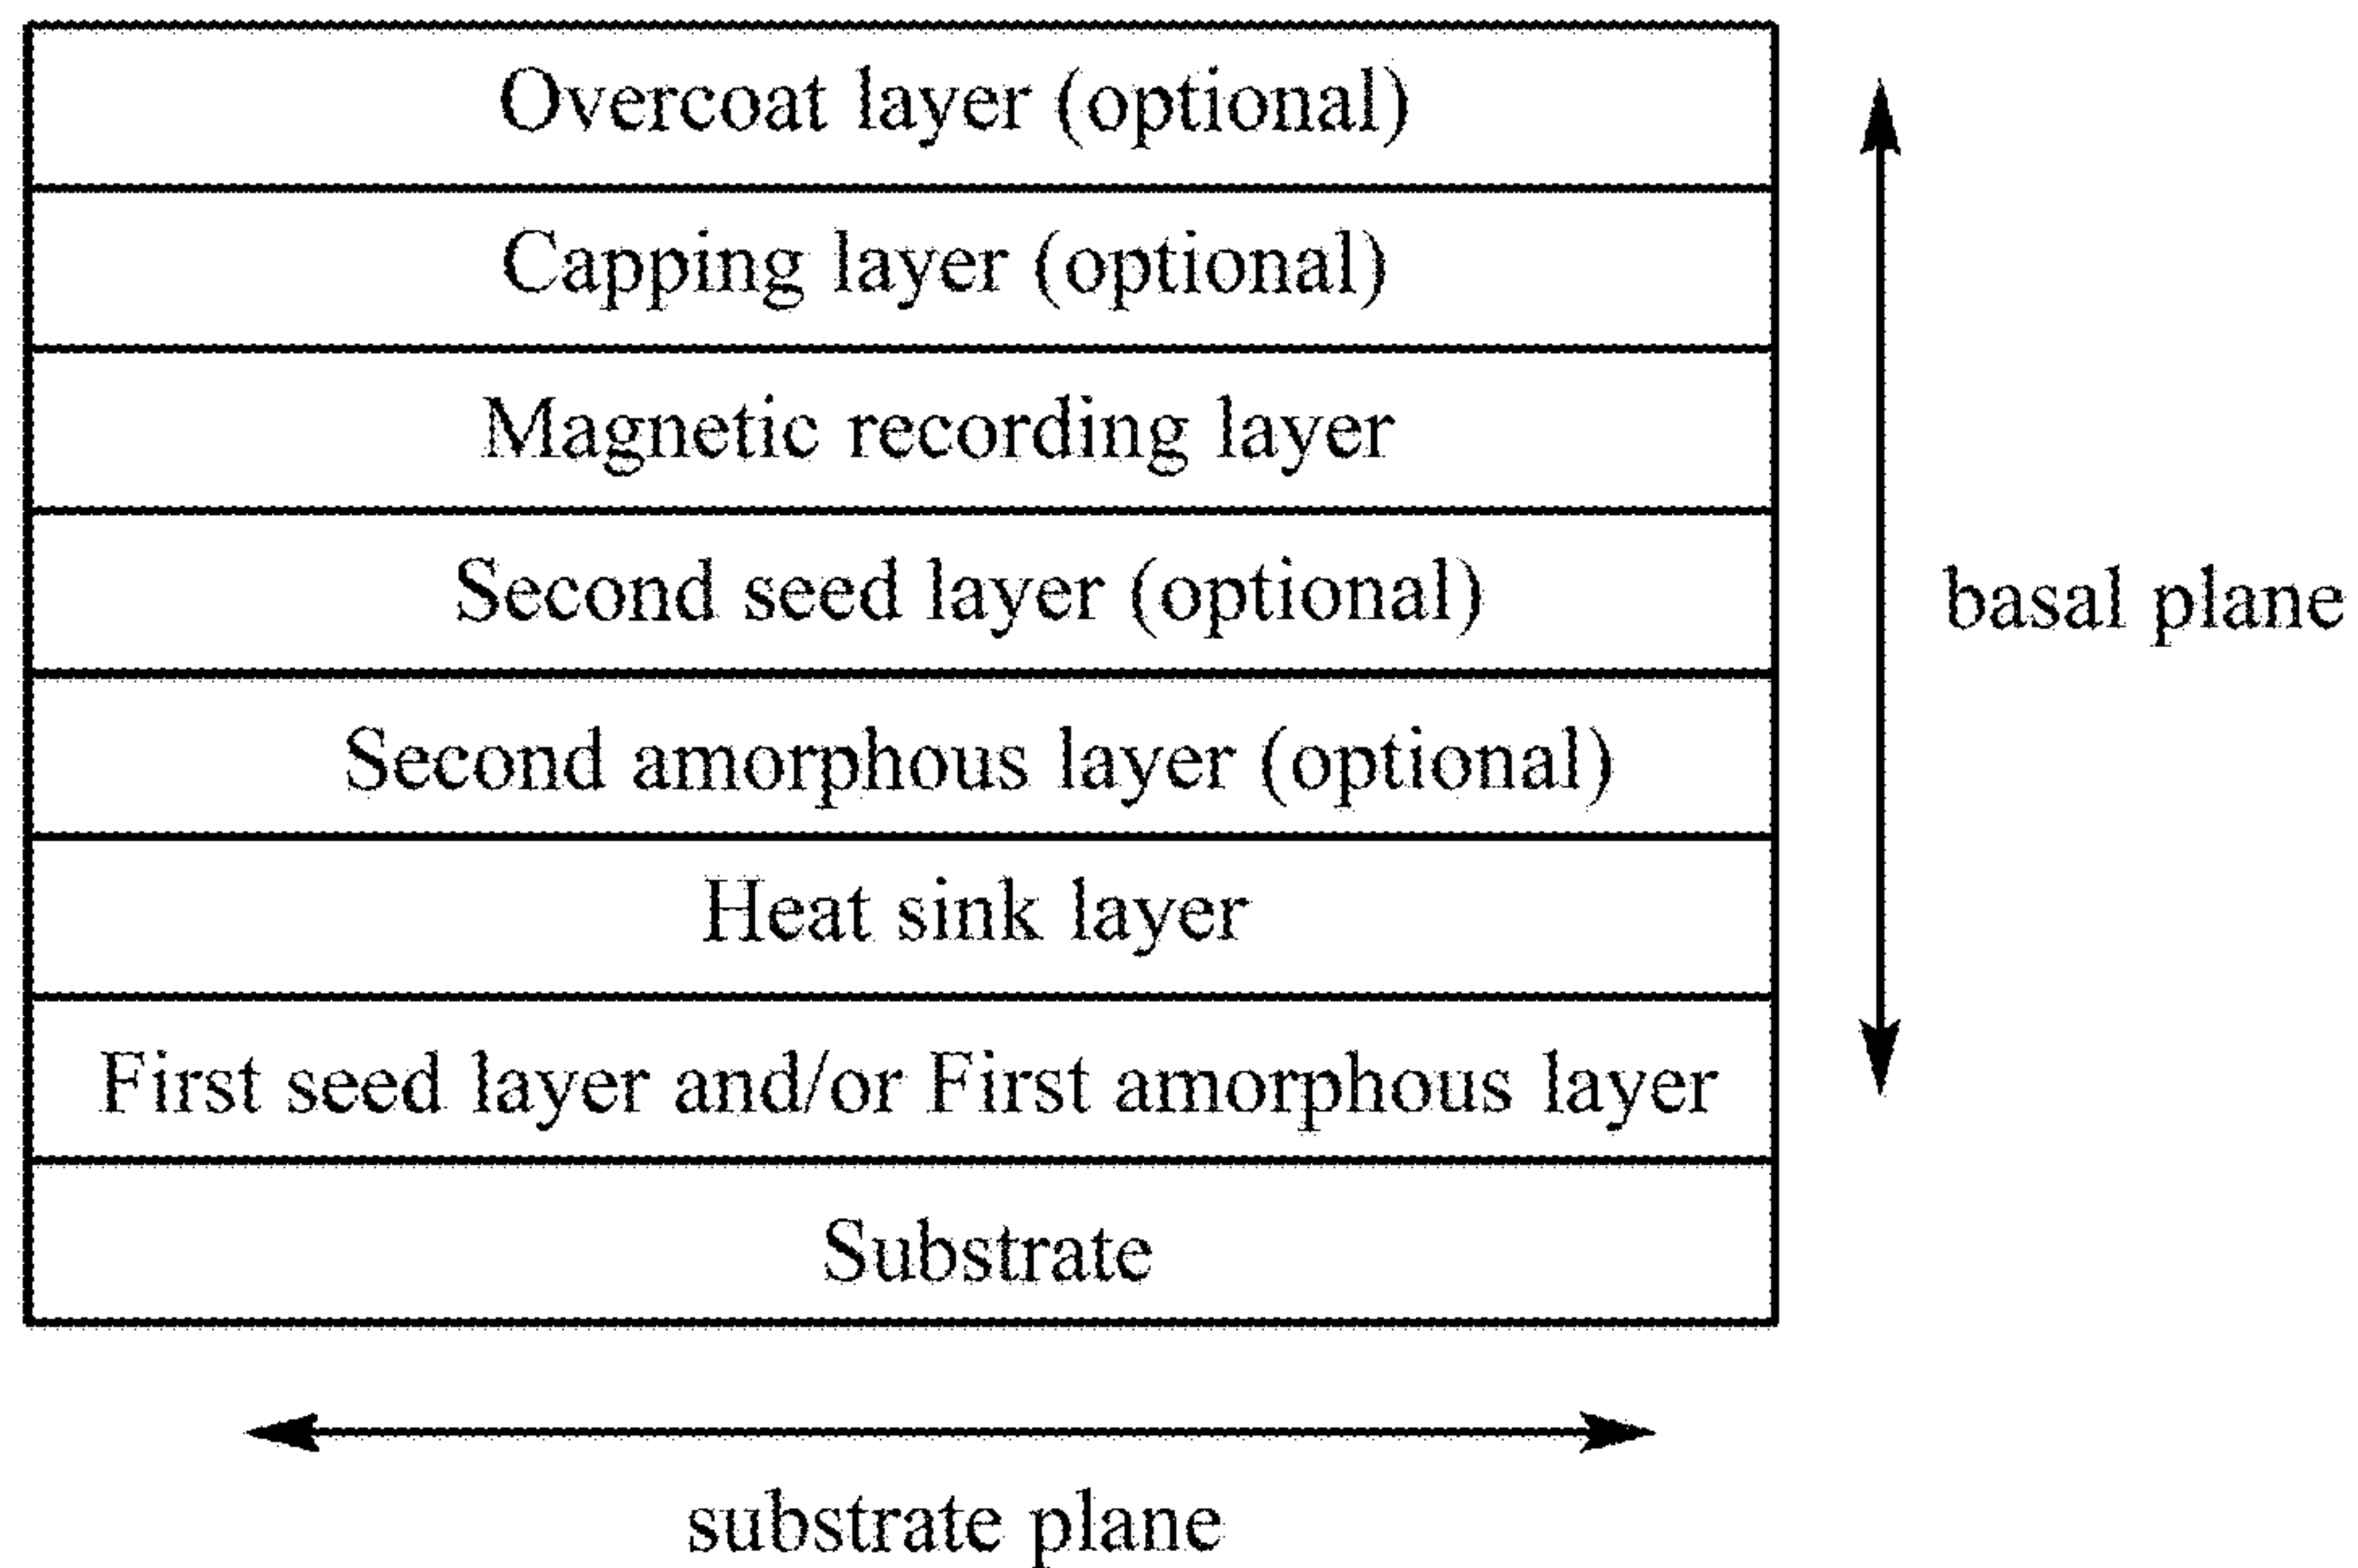 Overcoat layer (optional)
Capping layer (optional)
Magnetic recording layer
Second seed layer (optional)
basal plane
Second amorphous layer (optional)
Heat sink layer
First seed layer and/or First amorphous layer
Substrate
substrate plane